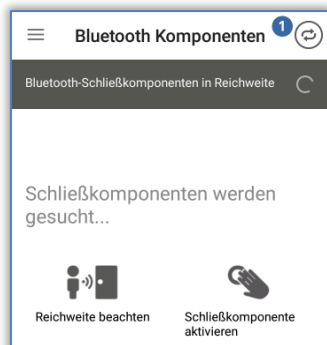 Bluetooth Komponenten 1
Bluetooth-Schließkomponenten in Reichweite
Schließkomponenten werden
gesucht...
Reichweite beachten
Schließkomponente
aktivieren